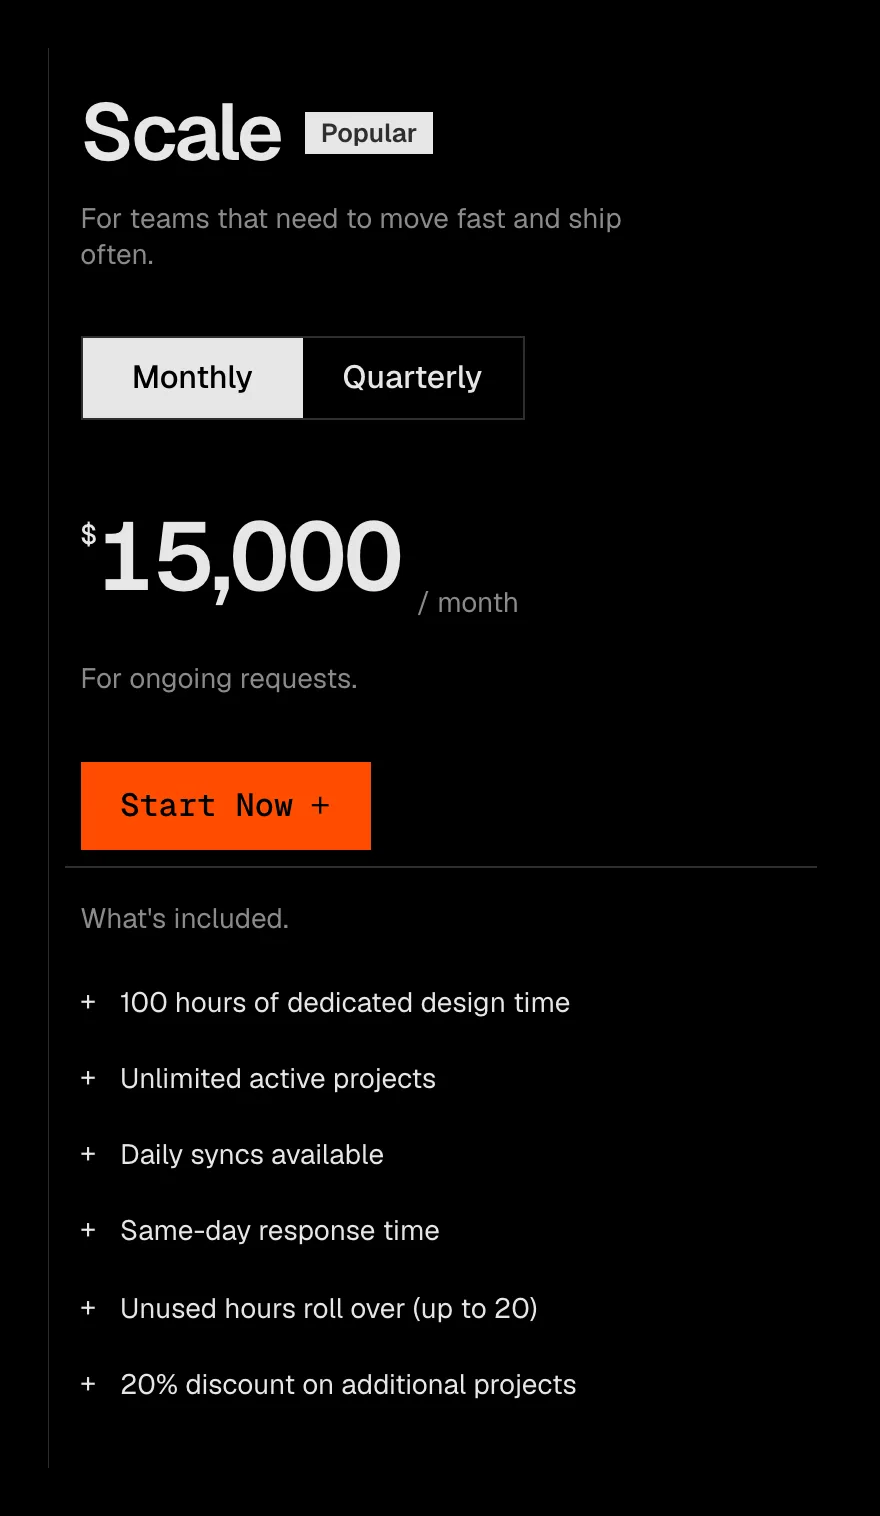 Scale
Popular
For teams that need to move fast and ship
often.
Monthly
Quarterly
$15,000
/ month
For ongoing requests.
Start Now +
What's included.
+ 100 hours of dedicated design time
+ Unlimited active projects
+ Daily syncs available
+ Same-day response time
+ Unused hours roll over (up to 20)
+ 20% discount on additional projects